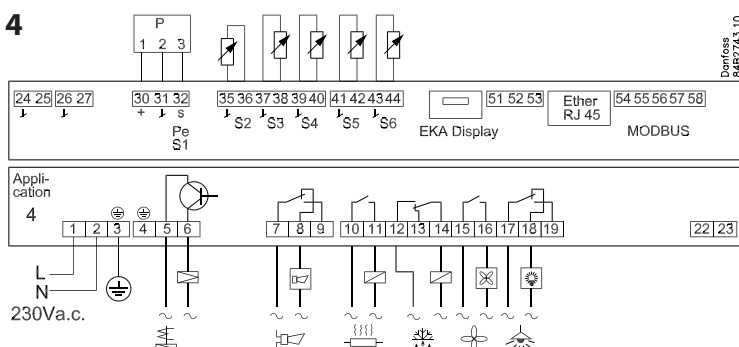 4
P
1 2 3
Danfoss
84B2743.10
24 25 26 27 30 31 32 35 36 37 38 39 40 41 42 43 44 51 52 53 Ether 54 55 56 57 58
RJ 45
+ s S2 S3 S4 S5 S6
EKA Display MODBUS
Pe
S1
Appli-
cation
4
1 2 3 4 5 6 7 8 9 10 11 12 13 14 15 16 17 18 19 22 23
L
N
230Va.c.